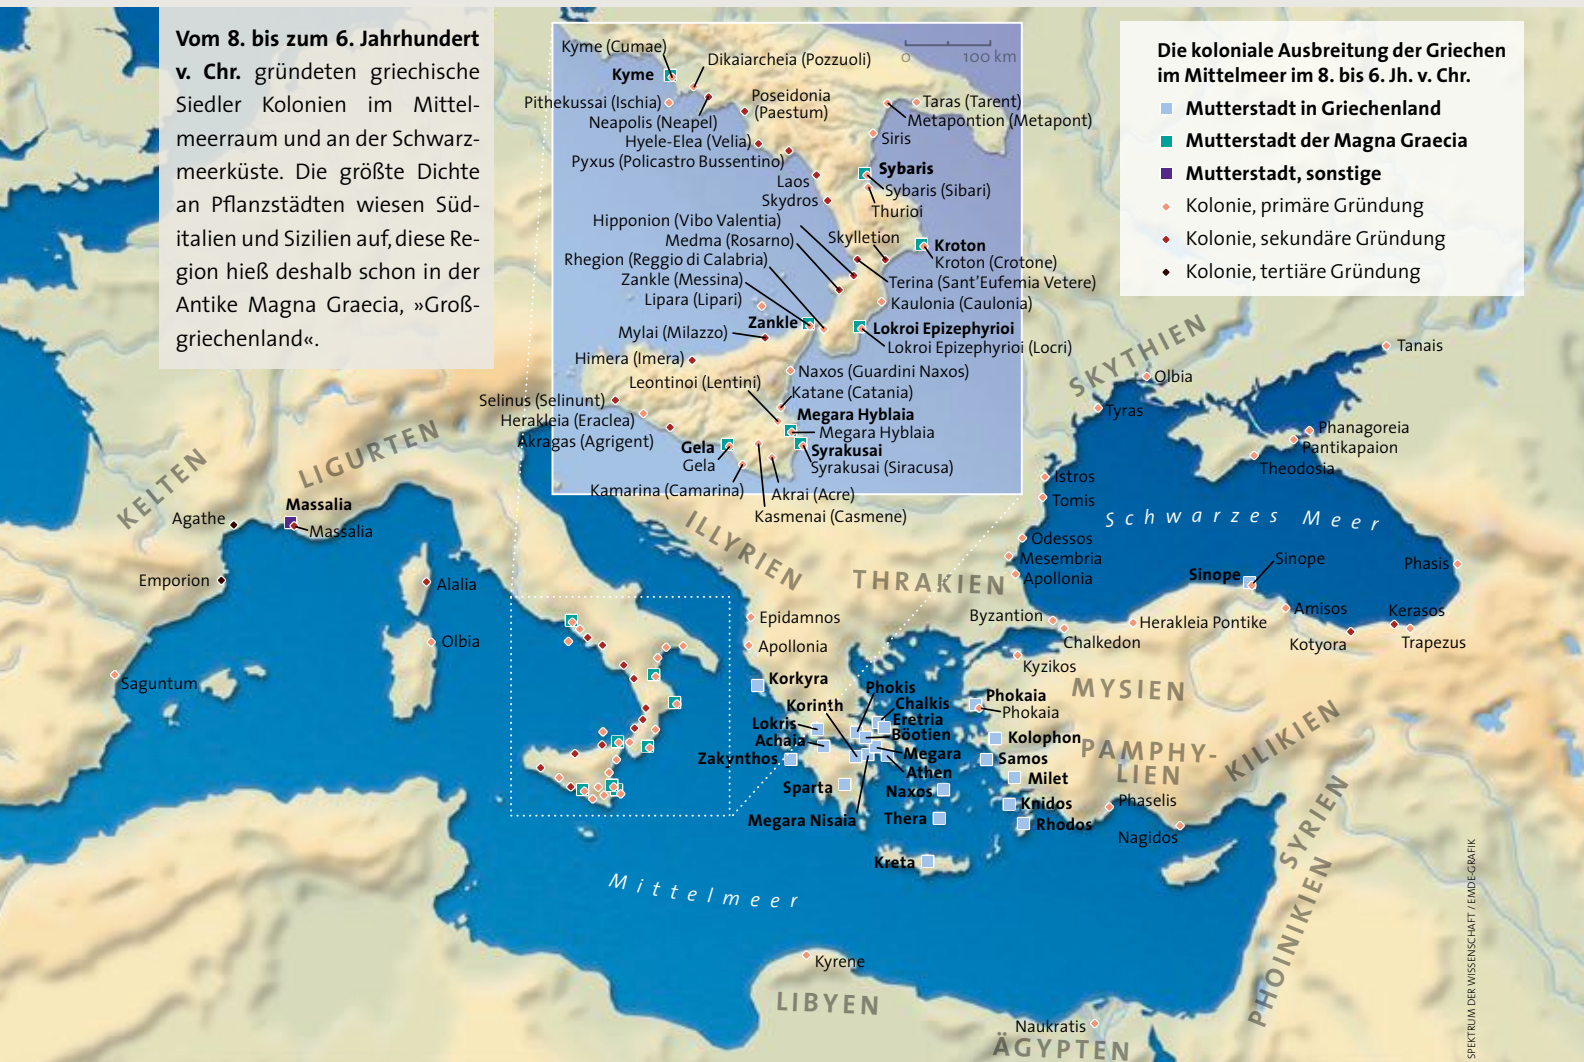 Vom 8. bis zum 6. Jahrhundert
v. Chr. gründeten griechische
Siedler Kolonien im Mittel-
meerraum und an der Schwarz-
meerküste. Die größte Dichte
an Pflanzstädten wiesen Süd-
italien und Sizilien auf, diese Re-
gion hieß deshalb schon in der
Antike Magna Graecia, »Groß-
griechenland«.
Die koloniale Ausbreitung der Griechen
im Mittelmeer im 8. bis 6. Jh. v. Chr.
Mutterstadt in Griechenland
Mutterstadt der Magna Graecia
Mutterstadt, sonstige
Kolonie, primäre Gründung
Kolonie, sekundäre Gründung
Kolonie, tertiäre Gründung
0 100 km
Kyme (Cumae)
Dikaiarcheia (Pozzuoli)
Kyme
Pithekussai (Ischia)
Poseidonia
(Paestum)
Neapolis (Neapel)
Taras (Tarent)
Metapontion (Metapont)
Hyele-Elea (Velia)
Siris
Pyxus (Policastro Bussentino)
Sybaris
Laos
Sybaris (Sibari)
Skydros
Thurioi
Hipponion (Vibo Valentia)
Medma (Rosarno)
Skylletion
Kroton
Rhegion (Reggio di Calabria)
Kroton (Crotone)
Zankle (Messina)
Terina (Sant'Eufemia Vetere)
Lipara (Lipari)
Kaulonia (Caulonia)
Zankle
Lokroi Epizephyrioi
Mylai (Milazzo)
Lokroi Epizephyrioi (Locri)
Himera (Imera)
Naxos (Guardini Naxos)
Leontinoi (Lentini)
Katane (Catania)
Selinus (Selinunt)
Megara Hyblaia
Herakleia (Eraclea)
Megara Hyblaia
Akragas (Agrigent)
Gela
Syrakusai
Gela
Syrakusai (Siracusa)
Kamarina (Camarina)
Akrai (Acre)
Kasmenai (Casmene)
SKYTHIEN
Tanais
Olbia
Tyras
Phanagoreia
Pantikapaion
Theodosia
KELTEN
LIGURTEN
Istros
Tomis
Massalia
Agathe
Massalia
ILLYRIEN
Schwarzes Meer
Odessos
Mesembria
Apollonia
THRAKIEN
Sinope
Sinope
Phasis
Emporion
Alalia
Epidamnos
Byzantion
Herakleia Pontike
Amisos
Kerasos
Kotyora
Trapezus
Olbia
Apollonia
Chalkedon
Kyzikos
Saguntum
Korkyra
Phokis
MYSIEN
Korinth
Chalkis
Phokaia
Phokaia
Lokris
Eretria
Achaia
Böotien
Kolophon
Zakynthos
Megara
Samos
PAMPHY-
LIEN
KILIKIEN
Athen
Milet
Sparta
Naxos
Knidos
Phaselis
Megara Nisaia
Thera
Rhodos
Nagidos
Kreta
SYRIEN
Mittelmeer
PHOINIKIEN
Kyrene
LIBYEN
Naukratis
ÄGYPTEN
SPEKTRUM DER WISSENSCHAFT / EMDE-GRAFIK